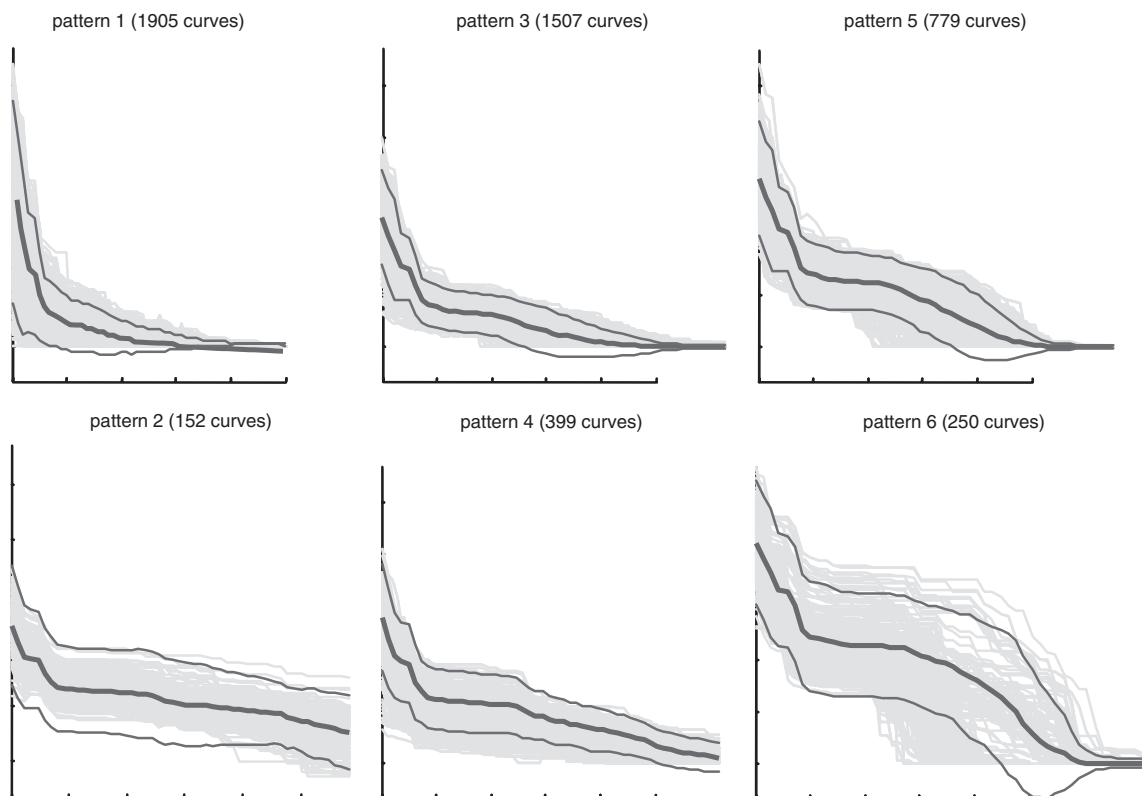 pattern 1 (1905 curves)
pattern 3 (1507 curves)
pattern 5 (779 curves)
pattern 2 (152 curves)
pattern 4 (399 curves)
pattern 6 (250 curves)